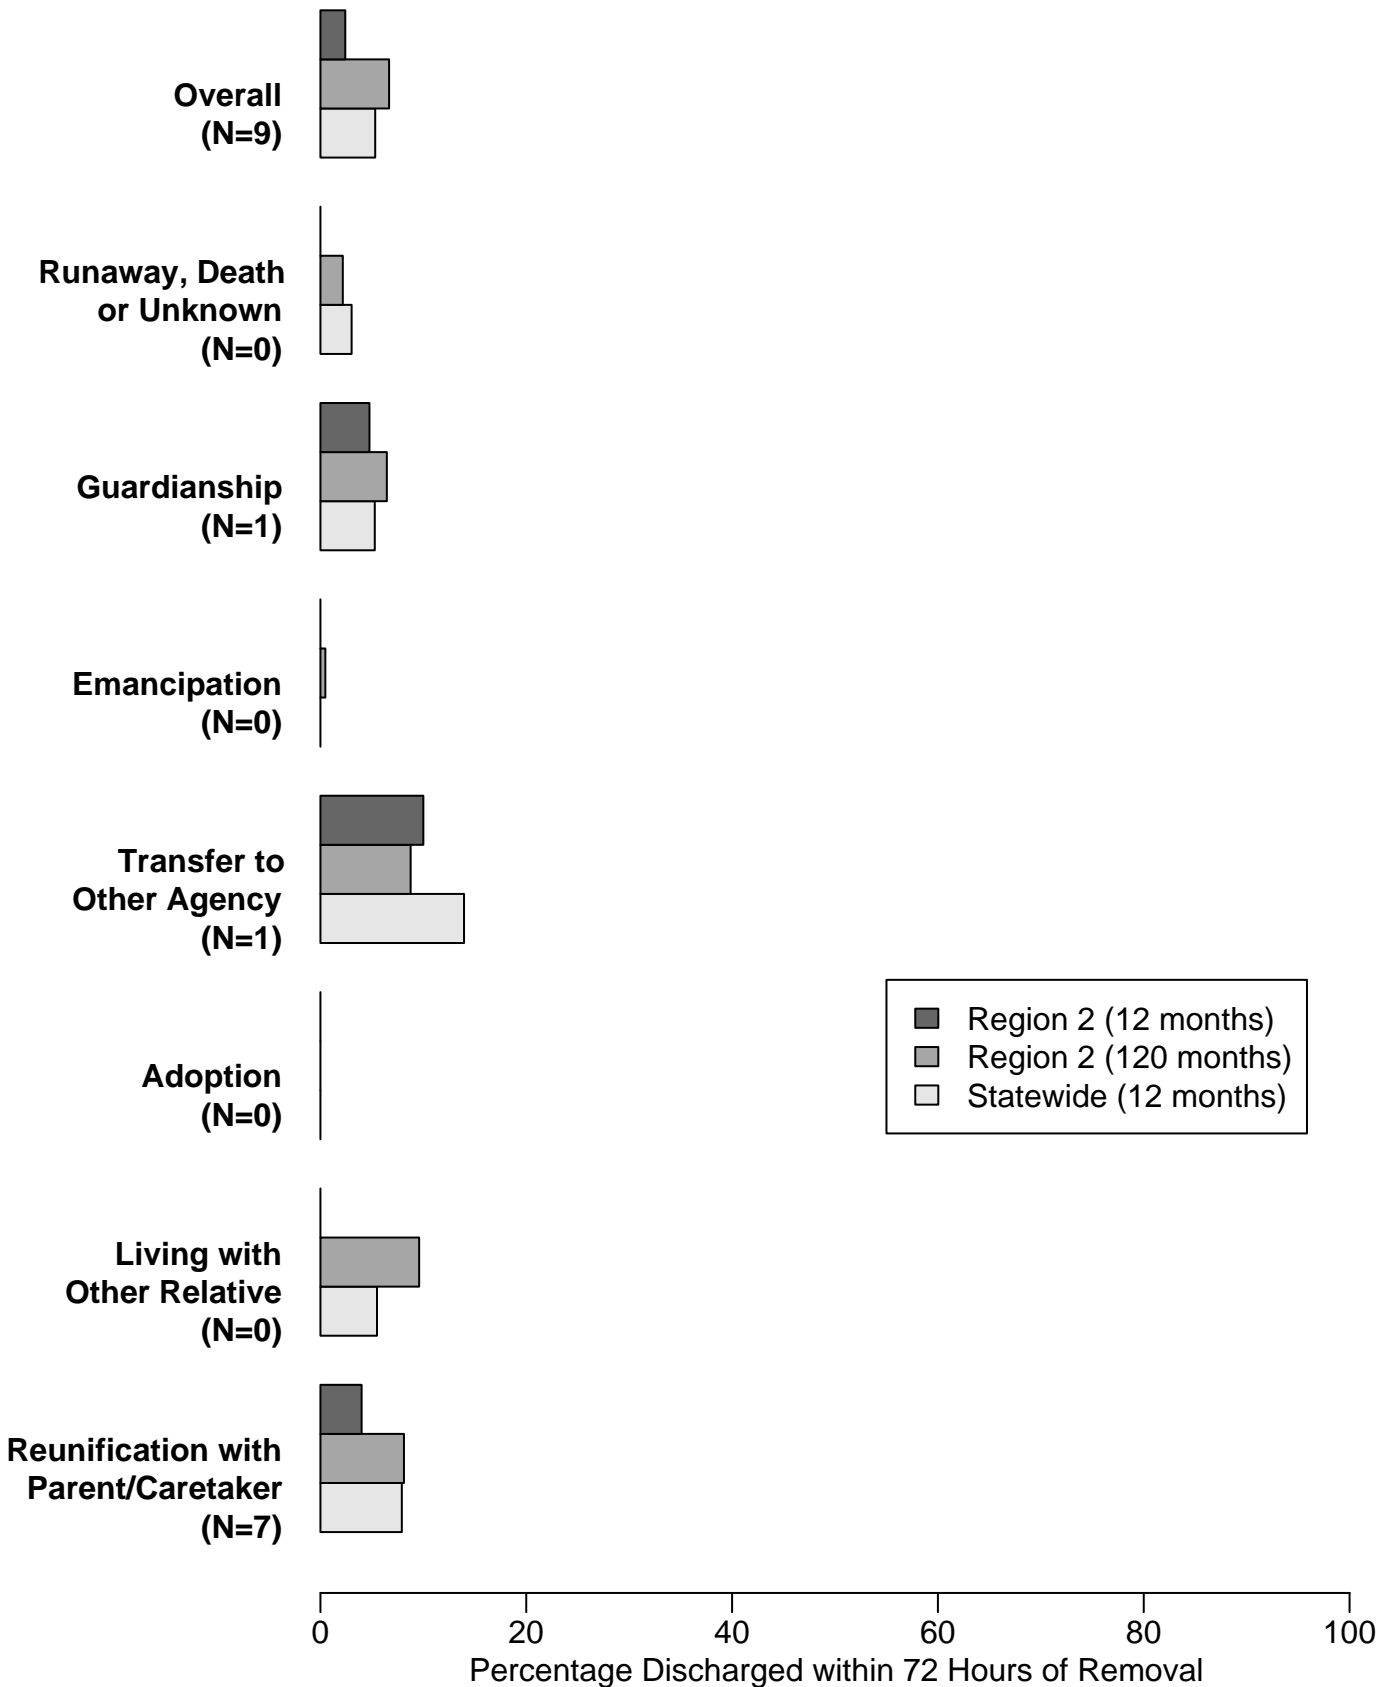 Overall
(N=9)
Runaway, Death
or Unknown
(N=0)
Guardianship
(N=1)
Emancipation
(N=0)
Transfer to
Other Agency
(N=1)
Adoption
(N=0)
Living with
Other Relative
(N=0)
Reunification with
Parent/Caretaker
(N=7)
Region 2 (12 months)
Region 2 (120 months)
Statewide (12 months)
0 20 40 60 80 100
Percentage Discharged within 72 Hours of Removal